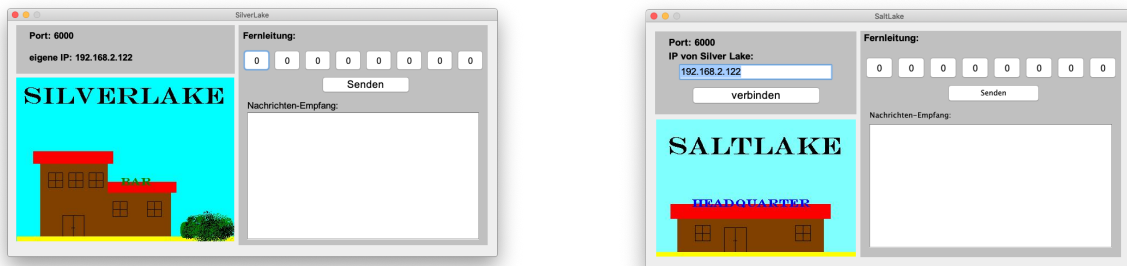 SilverLake
Port: 6000
eigene IP: 192.168.2.122
Fernleitung:
0 0 0 0 0 0 0 0
Senden
Nachrichten-Empfang:
SILVERLAKE
BAR
SaltLake
Port: 6000
IP von Silver Lake:
192.168.2.122
verbinden
Fernleitung:
0 0 0 0 0 0 0 0
Senden
Nachrichten-Empfang:
SALTLAKE
HEADQUARTER